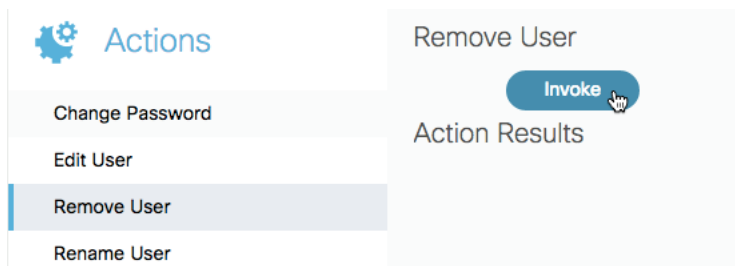 Actions
Change Password
Edit User
Remove User
Rename User
Remove User
Invoke
Action Results